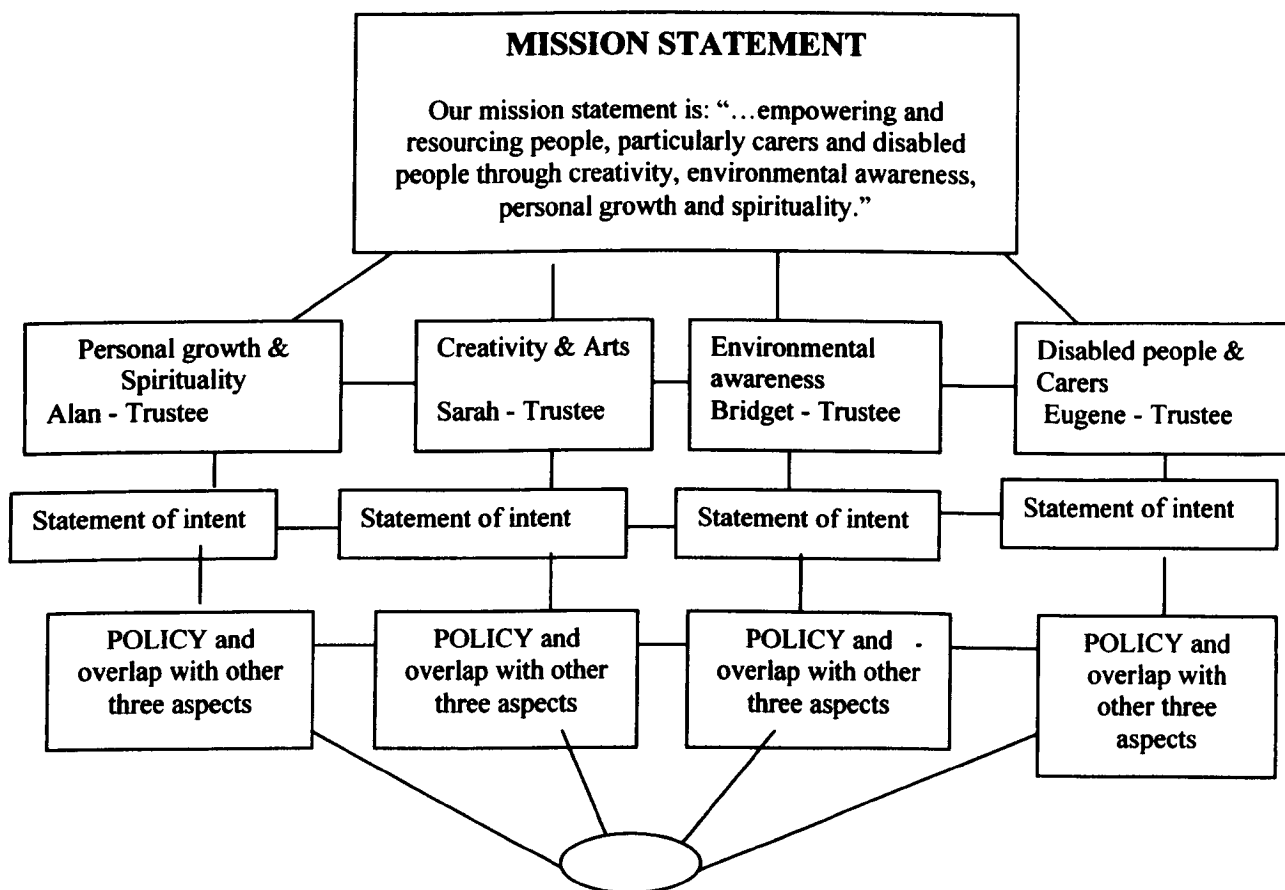 MISSION STATEMENT
Our mission statement is: “…empowering and
resourcing people, particularly carers and disabled
people through creativity, environmental awareness,
personal growth and spirituality.”
Personal growth &
Spirituality
Alan - Trustee
Creativity & Arts
Sarah - Trustee
Environmental
awareness
Bridget - Trustee
Disabled people &
Carers
Eugene - Trustee
Statement of intent
Statement of intent
Statement of intent
Statement of intent
POLICY and
overlap with other
three aspects
POLICY and
overlap with other
three aspects
POLICY and
overlap with other
three aspects
POLICY and
overlap with
other three
aspects